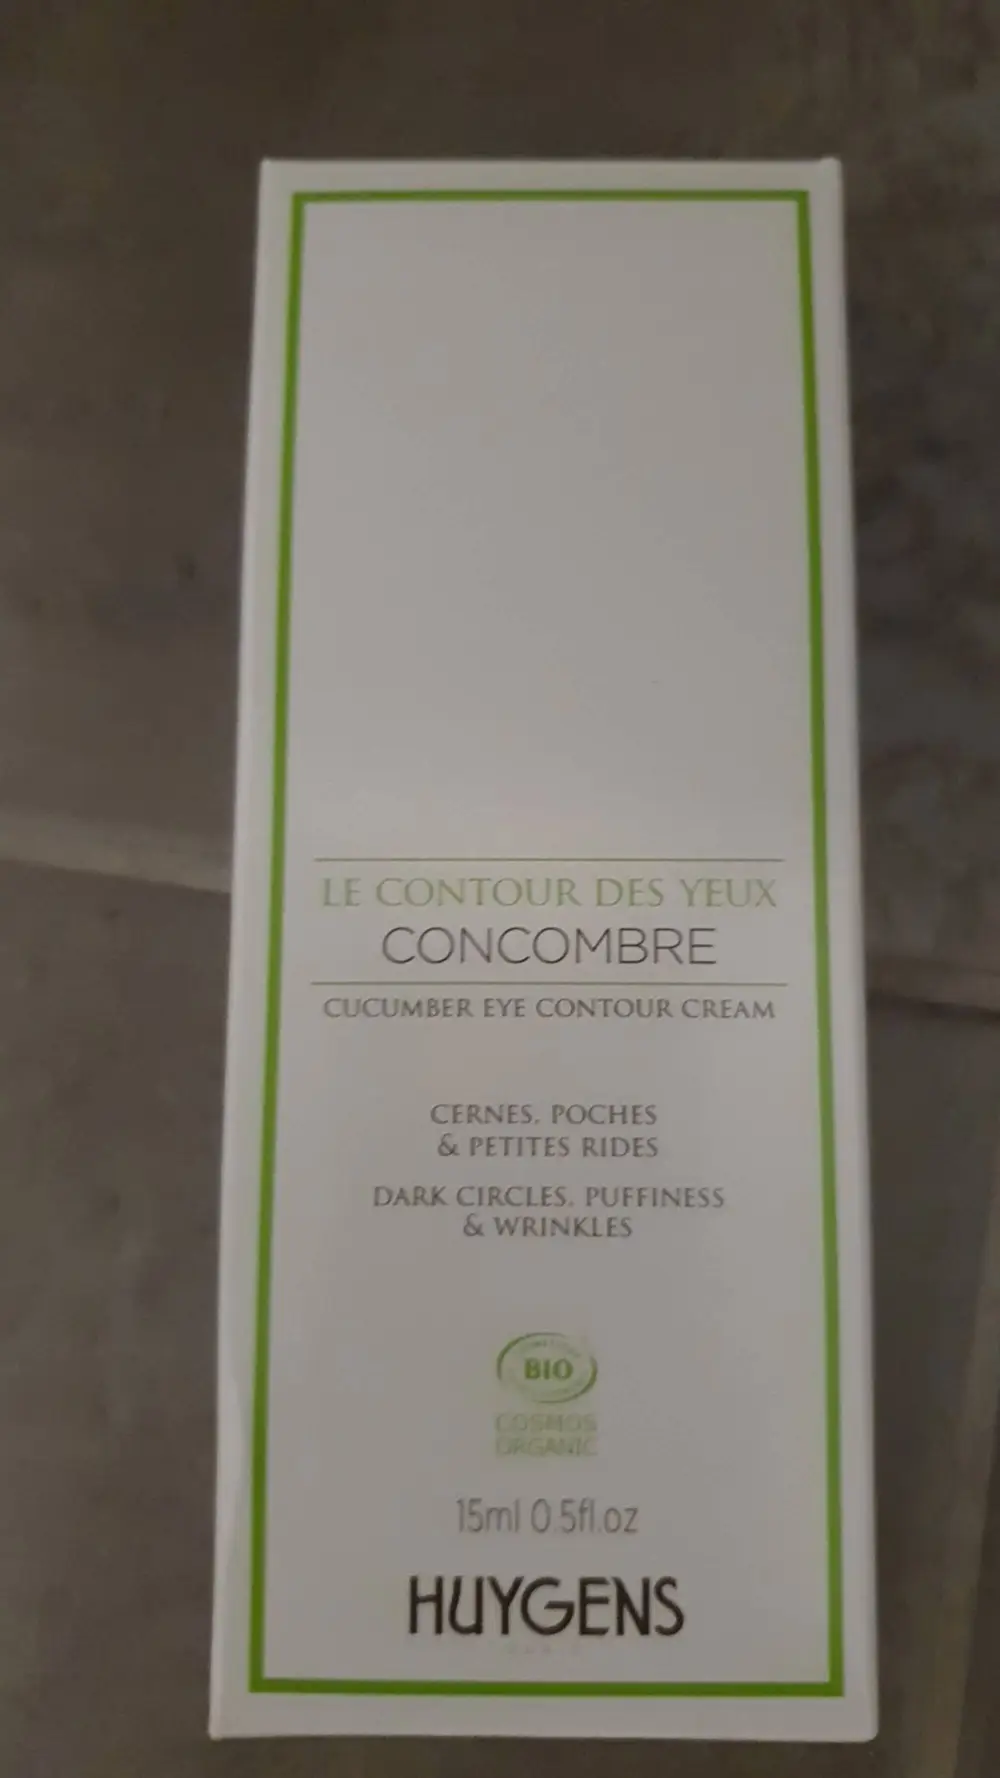 LE CONTOUR DES YEUX
CONCOMBRE
CUCUMBER EYE CONTOUR CREAM
CERNES, POCHES
& PETITES RIDES
DARK CIRCLES, PUFFINESS
& WRINKLES
BIO
COSMOS
ORGANIC
15ml 0.5fl.oz
HUYGENS